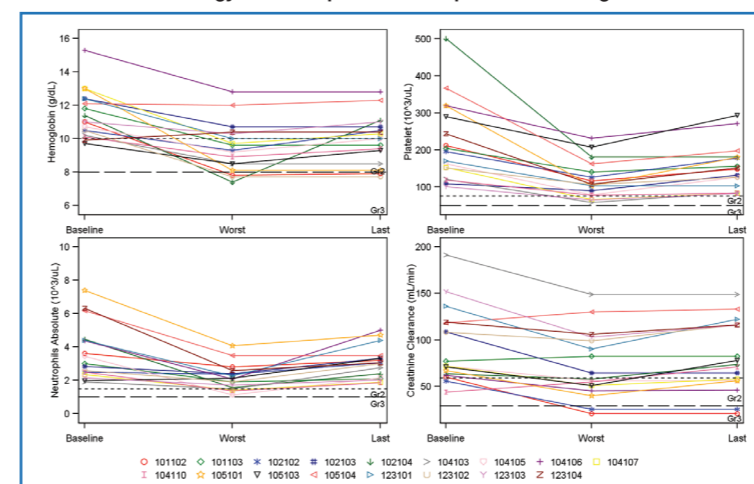 Hemoglobin (g/dL)
16
14
12
10
8
6
Gr2
Gr3
Baseline Worst Last
Platelet (10^3/uL)
500
400
300
200
100
Gr2
Gr3
Baseline Worst Last
Neutrophils Absolute (10^3/uL)
10
8
6
4
2
0
Gr2
Gr3
Baseline Worst Last
Creatinine Clearance (mL/min)
200
150
100
50
Gr2
Gr3
Baseline Worst Last
101102 101103 102102 102103 102104 104103 104105 104106 104107
104110 105101 105103 105104 123101 123102 123103 123104